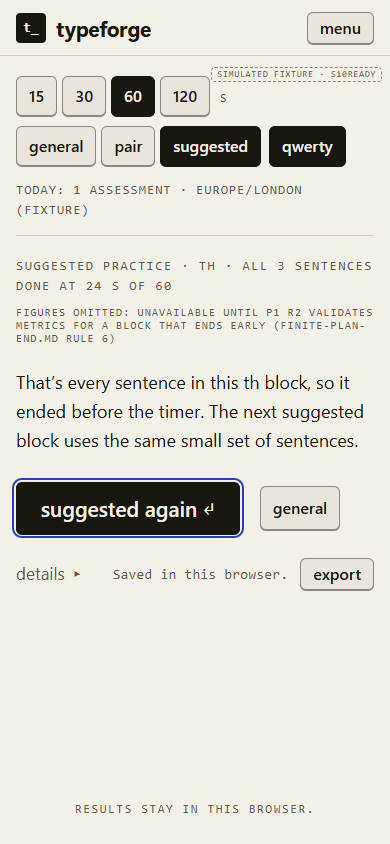 t_ typeforge menu
SIMULATED FIXTURE · S10READY
15 30 60 120 s
general pair suggested qwerty
TODAY: 1 ASSESSMENT · EUROPE/LONDON
(FIXTURE)
SUGGESTED PRACTICE · TH · ALL 3 SENTENCES
DONE AT 24 S OF 60
FIGURES OMITTED: UNAVAILABLE UNTIL P1 R2 VALIDATES
METRICS FOR A BLOCK THAT ENDS EARLY (FINITE-PLAN-
END.MD RULE 6)
That's every sentence in this th block, so it
ended before the timer. The next suggested
block uses the same small set of sentences.
suggested again ↵ general
details ▸ Saved in this browser. export
RESULTS STAY IN THIS BROWSER.